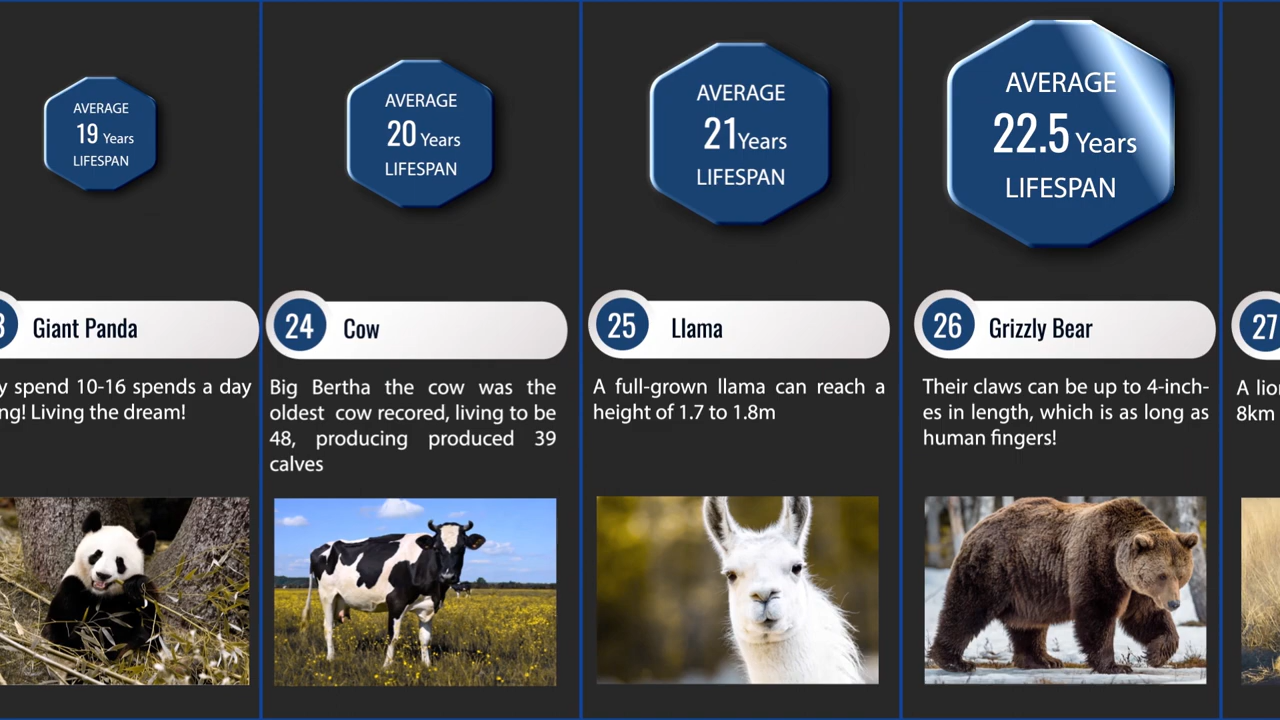 AVERAGE
19 Years
LIFESPAN
Giant Panda
spend 10-16 spends a day
Living the dream!
AVERAGE
20 Years
LIFESPAN
24 Cow
Big Bertha the cow was the
oldest cow recored, living to be
48, producing produced 39
calves
AVERAGE
21Years
LIFESPAN
25 Llama
A full-grown llama can reach a
height of 1.7 to 1.8m
AVERAGE
22.5 Years
LIFESPAN
26 Grizzly Bear
Their claws can be up to 4-inch-
es in length, which is as long as
human fingers!
27
A
8km